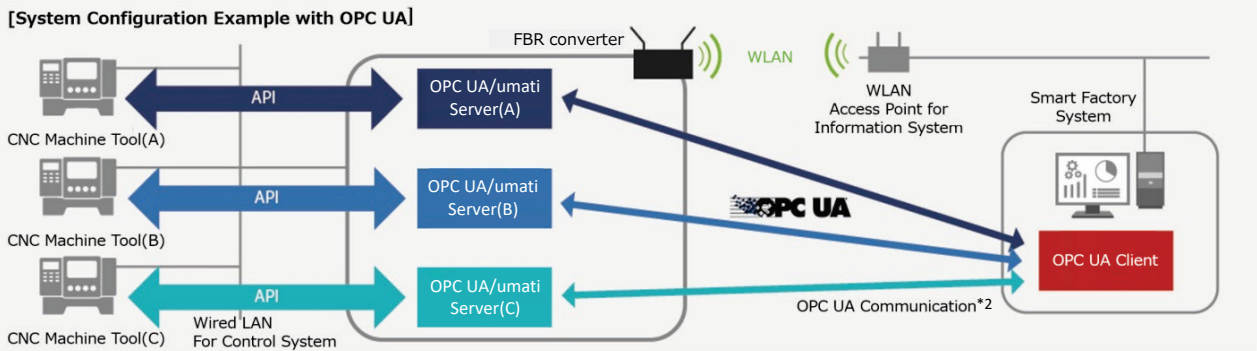 [System Configuration Example with OPC UA]
FBR converter
WLAN
WLAN
Access Point for
Information System
Smart Factory
System
API
OPC UA/umati
Server(A)
CNC Machine Tool(A)
API
OPC UA/umati
Server(B)
OPC UA
CNC Machine Tool(B)
OPC UA Client
API
OPC UA/umati
Server(C)
OPC UA Communication*2
CNC Machine Tool(C)
Wired LAN
For Control System